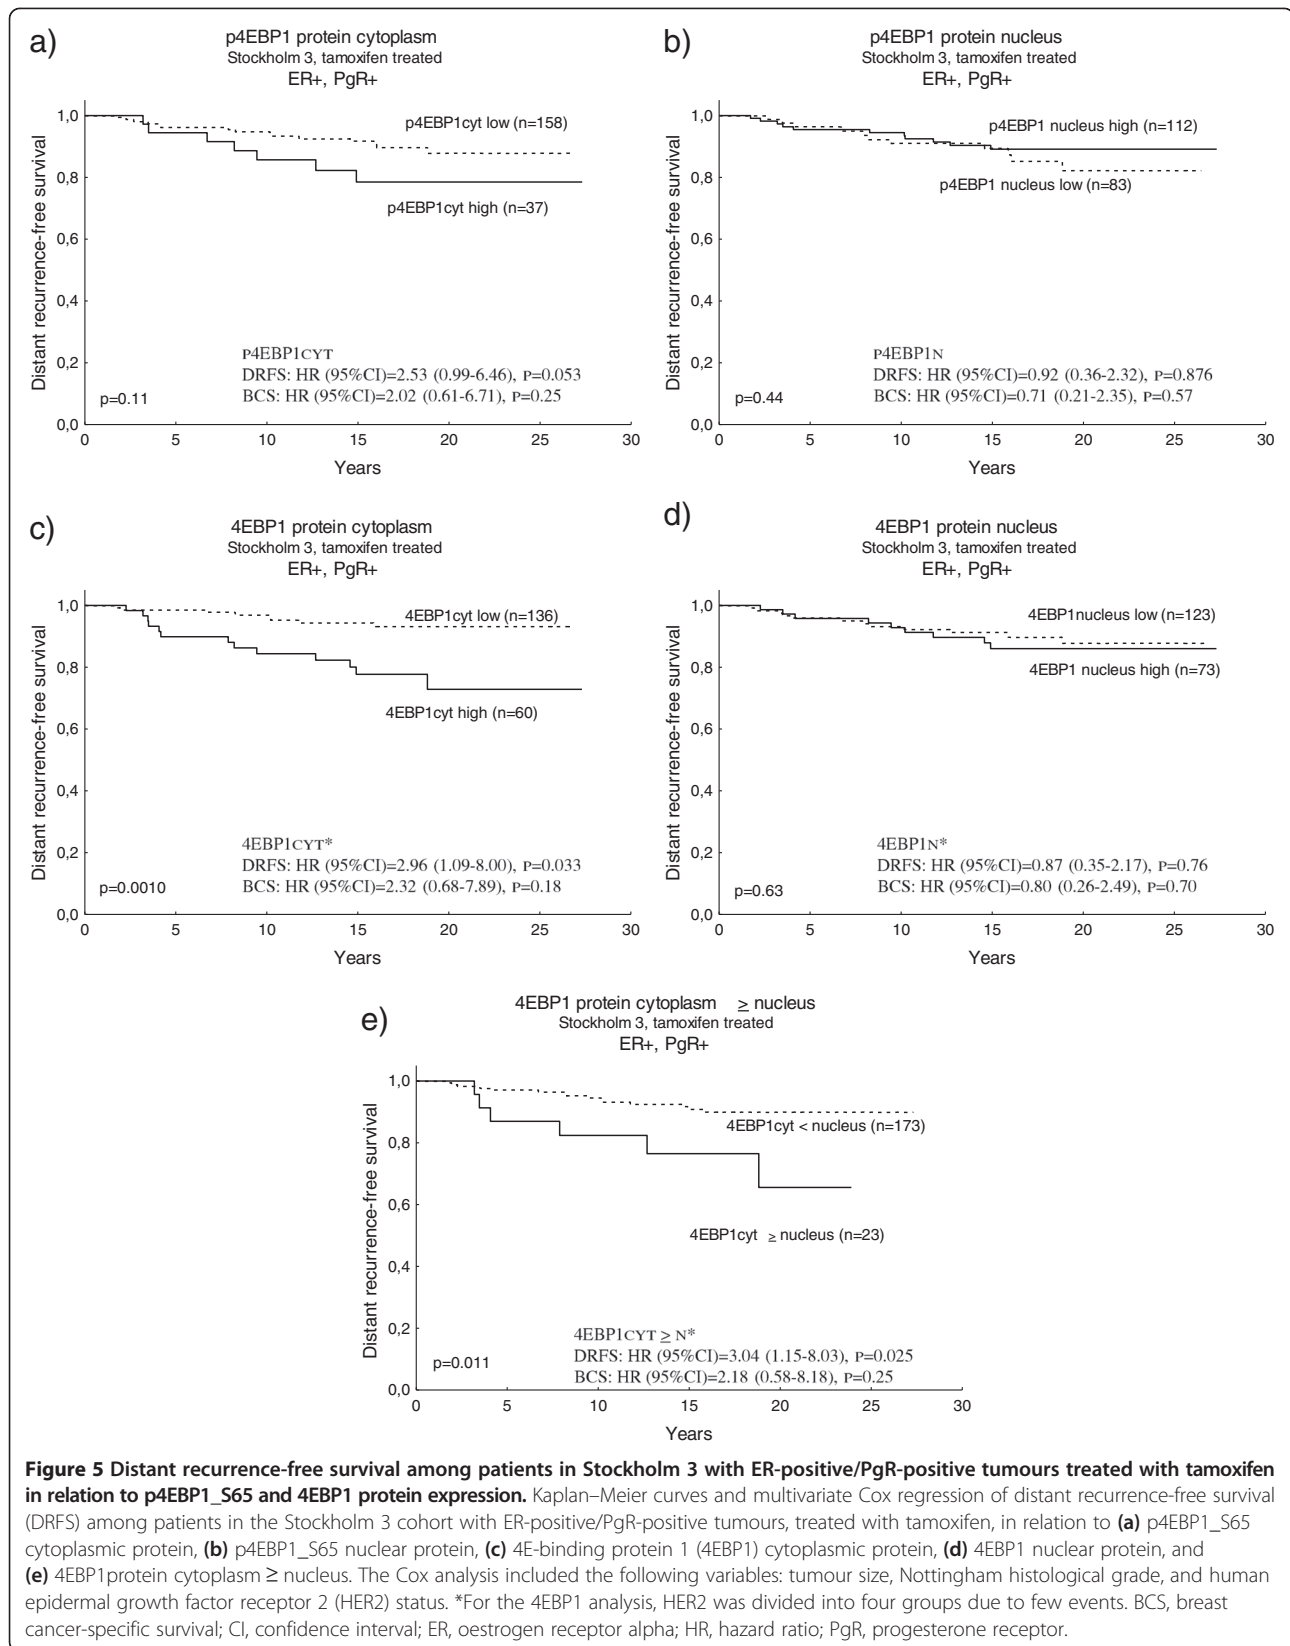 a)
p4EBP1 protein cytoplasm
Stockholm 3, tamoxifen treated
ER+, PgR+
Distant recurrence-free survival
1,0
0,8
0,6
0,4
0,2
0,0
p4EBP1cyt low (n=158)
p4EBP1cyt high (n=37)
P4EBP1CYT
DRFS: HR (95%CI)=2.53 (0.99-6.46), P=0.053
BCS: HR (95%CI)=2.02 (0.61-6.71), P=0.25
p=0.11
0 5 10 15 20 25 30
Years
b)
p4EBP1 protein nucleus
Stockholm 3, tamoxifen treated
ER+, PgR+
Distant recurrence-free survival
1,0
0,8
0,6
0,4
0,2
0,0
p4EBP1 nucleus high (n=112)
p4EBP1 nucleus low (n=83)
P4EBP1N
DRFS: HR (95%CI)=0.92 (0.36-2.32), P=0.876
BCS: HR (95%CI)=0.71 (0.21-2.35), P=0.57
p=0.44
0 5 10 15 20 25 30
Years
c)
4EBP1 protein cytoplasm
Stockholm 3, tamoxifen treated
ER+, PgR+
Distant recurrence-free survival
1,0
0,8
0,6
0,4
0,2
0,0
4EBP1cyt low (n=136)
4EBP1cyt high (n=60)
4EBP1CYT*
DRFS: HR (95%CI)=2.96 (1.09-8.00), P=0.033
BCS: HR (95%CI)=2.32 (0.68-7.89), P=0.18
p=0.0010
0 5 10 15 20 25 30
Years
d)
4EBP1 protein nucleus
Stockholm 3, tamoxifen treated
ER+, PgR+
Distant recurrence-free survival
1,0
0,8
0,6
0,4
0,2
0,0
4EBP1nucleus low (n=123)
4EBP1 nucleus high (n=73)
4EBP1N*
DRFS: HR (95%CI)=0.87 (0.35-2.17), P=0.76
BCS: HR (95%CI)=0.80 (0.26-2.49), P=0.70
p=0.63
0 5 10 15 20 25 30
Years
e)
4EBP1 protein cytoplasm ≥ nucleus
Stockholm 3, tamoxifen treated
ER+, PgR+
Distant recurrence-free survival
1,0
0,8
0,6
0,4
0,2
0,0
4EBP1cyt < nucleus (n=173)
4EBP1cyt ≥ nucleus (n=23)
4EBP1CYT ≥ N*
DRFS: HR (95%CI)=3.04 (1.15-8.03), P=0.025
BCS: HR (95%CI)=2.18 (0.58-8.18), P=0.25
p=0.011
0 5 10 15 20 25 30
Years
Figure 5 Distant recurrence-free survival among patients in Stockholm 3 with ER-positive/PgR-positive tumours treated with tamoxifen
in relation to p4EBP1_S65 and 4EBP1 protein expression. Kaplan–Meier curves and multivariate Cox regression of distant recurrence-free survival
(DRFS) among patients in the Stockholm 3 cohort with ER-positive/PgR-positive tumours, treated with tamoxifen, in relation to (a) p4EBP1_S65
cytoplasmic protein, (b) p4EBP1_S65 nuclear protein, (c) 4E-binding protein 1 (4EBP1) cytoplasmic protein, (d) 4EBP1 nuclear protein, and
(e) 4EBP1protein cytoplasm ≥ nucleus. The Cox analysis included the following variables: tumour size, Nottingham histological grade, and human
epidermal growth factor receptor 2 (HER2) status. *For the 4EBP1 analysis, HER2 was divided into four groups due to few events. BCS, breast
cancer-specific survival; CI, confidence interval; ER, oestrogen receptor alpha; HR, hazard ratio; PgR, progesterone receptor.